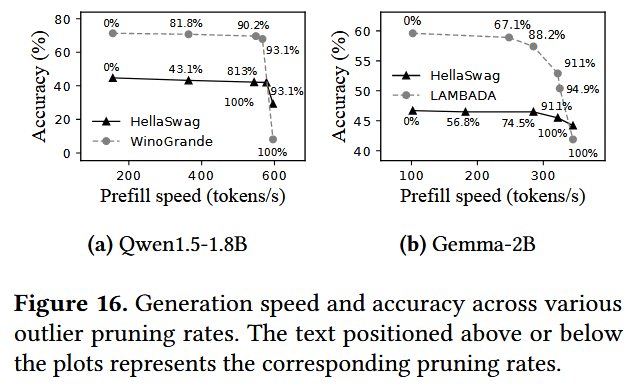 80
60
40
20
0
0%
81.8%
90.2%
93.1%
0%
43.1%
813%
93.1%
100%
100%
HellaSwag
WinoGrande
200
400
600
Accuracy (%)
Prefill speed (tokens/s)
(a) Qwen1.5-1.8B
60
55
50
45
40
0%
67.1%
88.2%
911%
94.9%
HellaSwag
LAMBADA
0%
56.8%
74.5%
911%
100%
100%
100
200
300
Accuracy (%)
Prefill speed (tokens/s)
(b) Gemma-2B
Figure 16. Generation speed and accuracy across various
outlier pruning rates. The text positioned above or below
the plots represents the corresponding pruning rates.